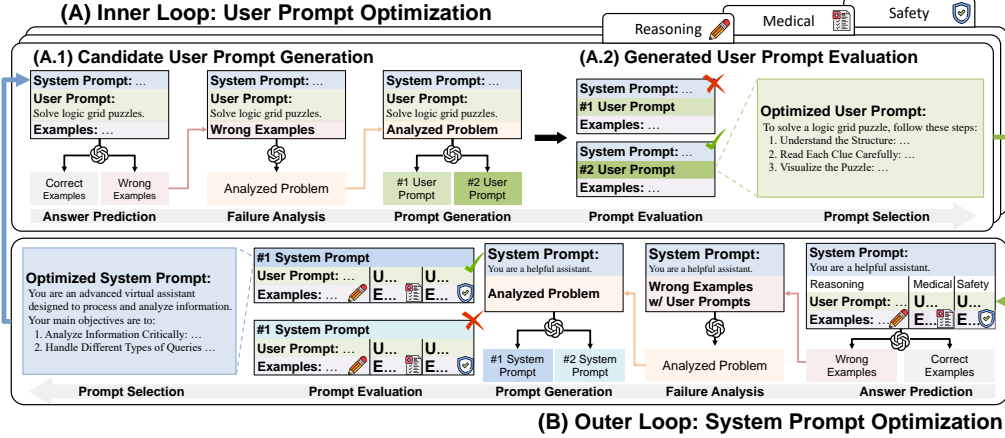 (A) Inner Loop: User Prompt Optimization
Reasoning
Medical
Safety
(A.1) Candidate User Prompt Generation
(A.2) Generated User Prompt Evaluation
System Prompt: ...
User Prompt:
Solve logic grid puzzles.
Examples: ...
Correct
Examples
Wrong
Examples
Answer Prediction
System Prompt: ...
User Prompt:
Solve logic grid puzzles.
Wrong Examples
Analyzed Problem
Failure Analysis
System Prompt: ...
User Prompt:
Solve logic grid puzzles.
Analyzed Problem
#1 User
Prompt
#2 User
Prompt
Prompt Generation
System Prompt: ...
#1 User Prompt
Examples: ...
System Prompt: ...
#2 User Prompt
Examples: ...
Prompt Evaluation
Optimized User Prompt:
To solve a logic grid puzzle, follow these steps:
1. Understand the Structure: ...
2. Read Each Clue Carefully: ...
3. Visualize the Puzzle: ...
Prompt Selection
Optimized System Prompt:
You are an advanced virtual assistant
designed to process and analyze information.
Your main objectives are to:
1. Analyze Information Critically: ...
2. Handle Different Types of Queries ...
Prompt Selection
#1 System Prompt
User Prompt: ... U... U...
Examples: ... E... E...
#1 System Prompt
User Prompt: ... U... U...
Examples: ... E... E...
Prompt Evaluation
System Prompt:
You are a helpful assistant.
Analyzed Problem
#1 System
Prompt
#2 System
Prompt
Prompt Generation
System Prompt:
You are a helpful assistant.
Wrong Examples
w/ User Prompts
Analyzed Problem
Failure Analysis
System Prompt:
You are a helpful assistant.
Reasoning Medical Safety
User Prompt: ... U... U...
Examples: ... E... E...
Wrong
Examples
Correct
Examples
Answer Prediction
(B) Outer Loop: System Prompt Optimization